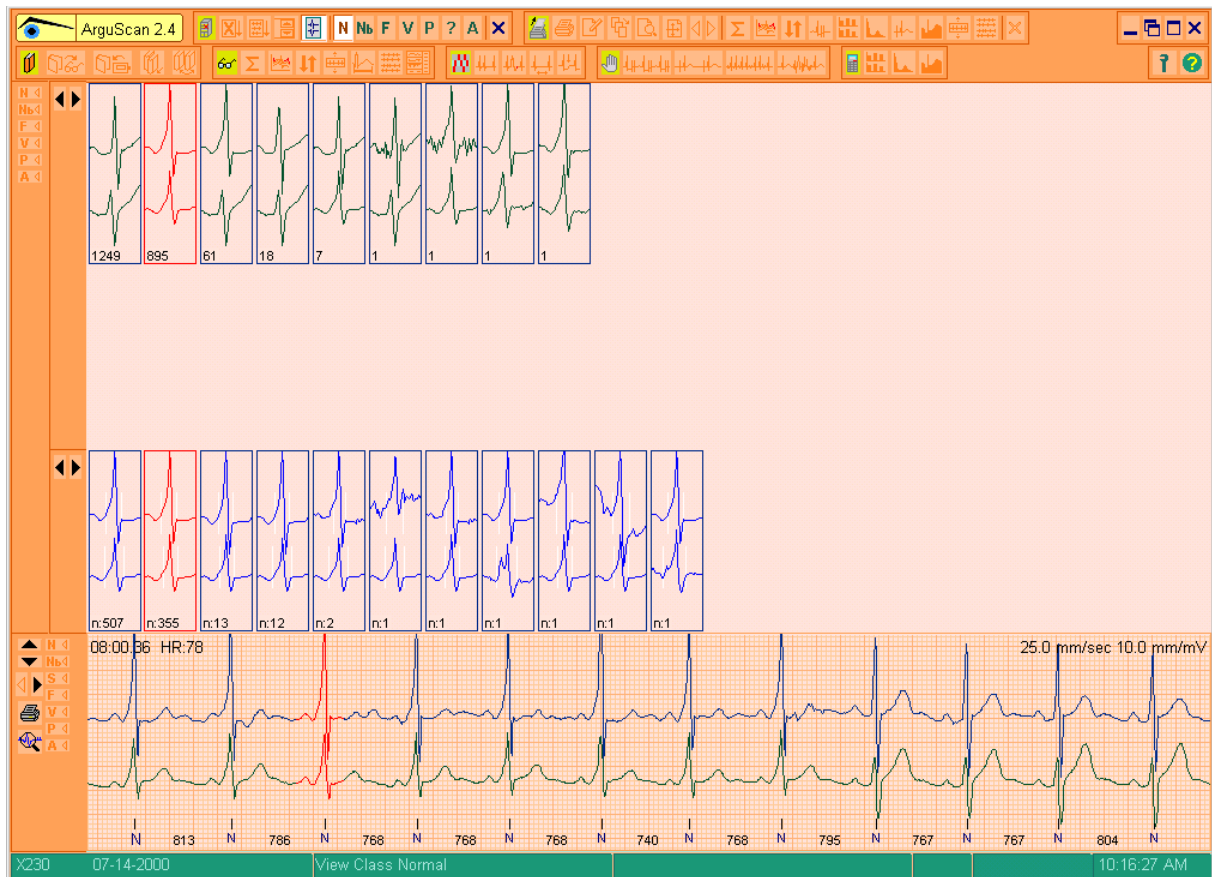 ArguScan 2.4
N Nb F V P ? A X
N
Nb
F
V
P
A
1249 895 61 18 7 1 1 1 1
n:507 n:355 n:13 n:12 n:2 n:1 n:1 n:1 n:1 n:1 n:1
08:00.36 HR:78 25.0 mm/sec 10.0 mm/mV
N
Nb
S
F
V
P
A
N 813 N 786 N 768 N 768 N 768 N 740 N 768 N 795 N 767 N 767 N 804 N
X230 07-14-2000 View Class Normal 10:16:27 AM